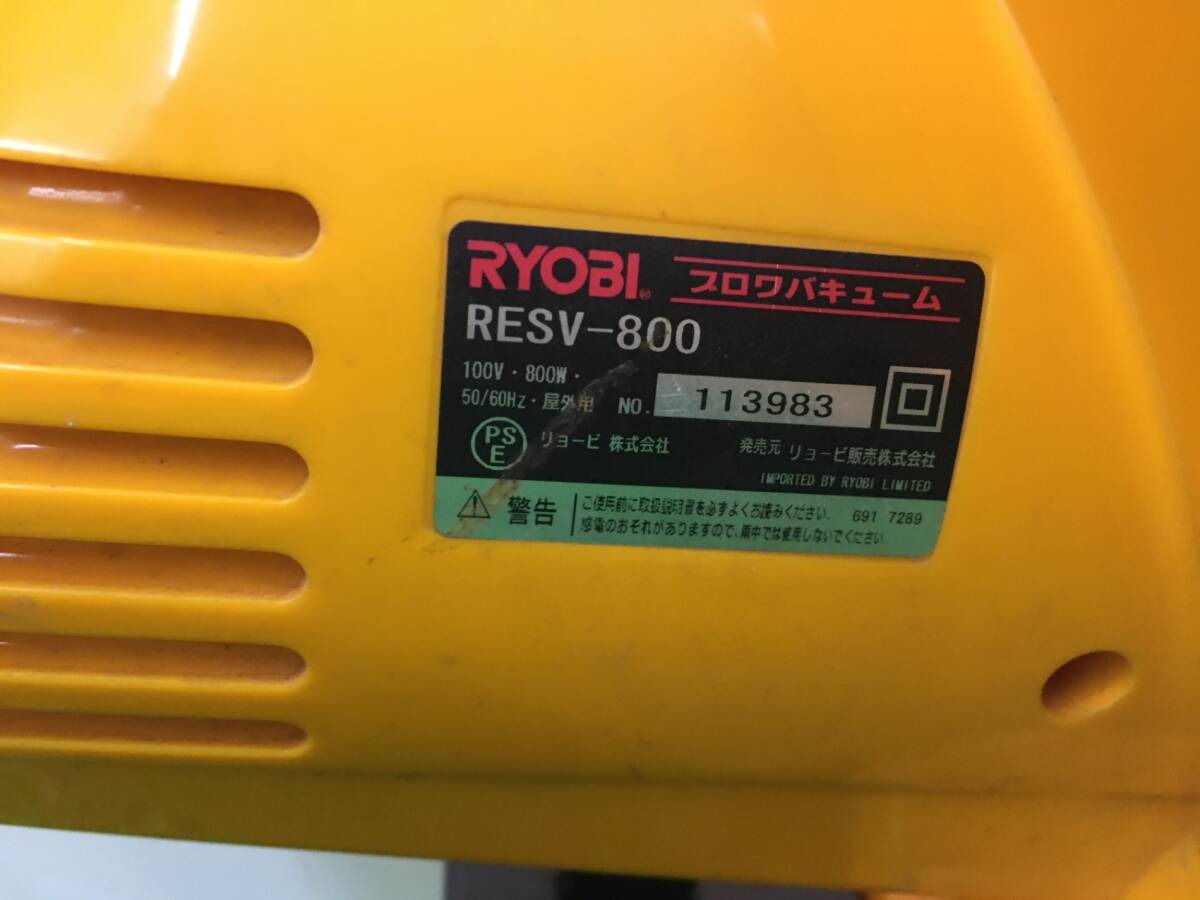 RYOBI® ブロワバキューム
RESV-800
100V・800W・
50/60Hz・屋外用 NO. 113983
PS
E
リョービ 株式会社 発売元 リョービ販売株式会社
IMPORTED BY RYOBI LIMITED
警告
ご使用前に取扱説明書を必ずよくお読みください. 691 7289
感電のおそれがありますので、雨中では使用しないでください.